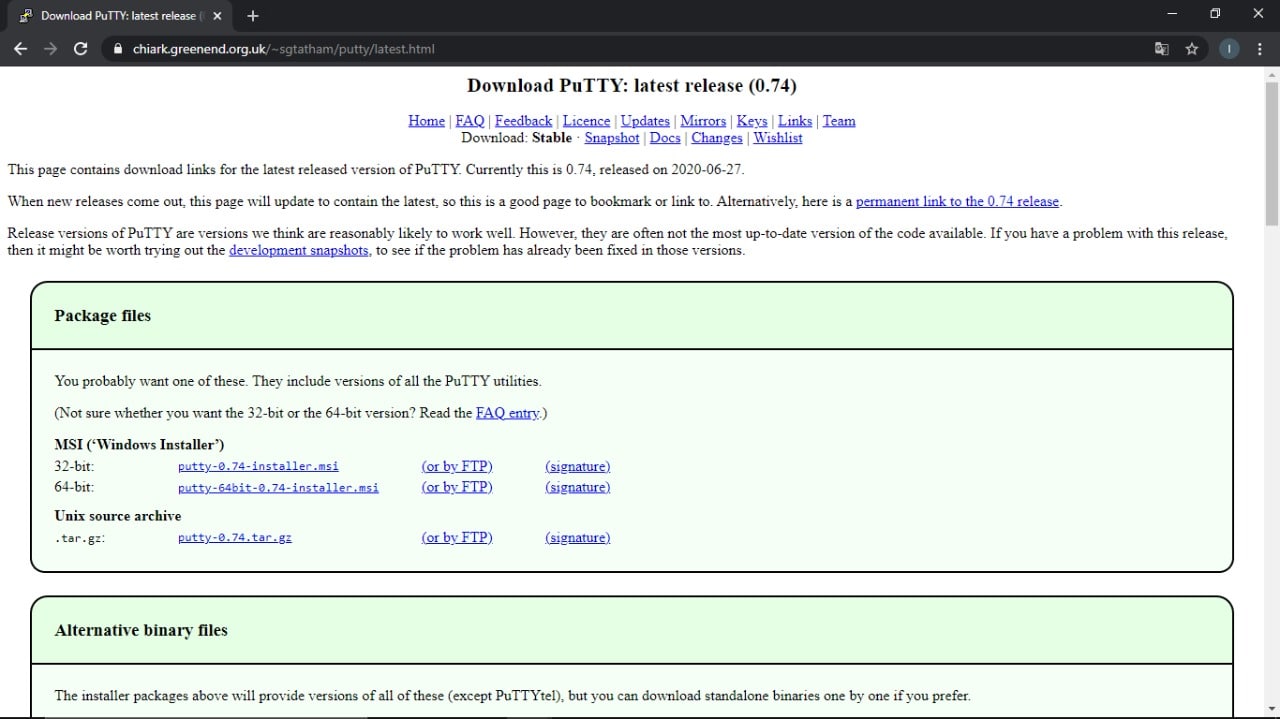 Download PuTTY: latest release (
chiark.greenend.org.uk/~sgtatham/putty/latest.html
I
Download PuTTY: latest release (0.74)
Home | FAQ | Feedback | Licence | Updates | Mirrors | Keys | Links | Team
Download: Stable · Snapshot | Docs | Changes | Wishlist
This page contains download links for the latest released version of PuTTY. Currently this is 0.74, released on 2020-06-27.
When new releases come out, this page will update to contain the latest, so this is a good page to bookmark or link to. Alternatively, here is a permanent link to the 0.74 release.
Release versions of PuTTY are versions we think are reasonably likely to work well. However, they are often not the most up-to-date version of the code available. If you have a problem with this release,
then it might be worth trying out the development snapshots, to see if the problem has already been fixed in those versions.
Package files
You probably want one of these. They include versions of all the PuTTY utilities.
(Not sure whether you want the 32-bit or the 64-bit version? Read the FAQ entry.)
MSI (‘Windows Installer’)
32-bit: putty-0.74-installer.msi (or by FTP) (signature)
64-bit: putty-64bit-0.74-installer.msi (or by FTP) (signature)
Unix source archive
.tar.gz: putty-0.74.tar.gz (or by FTP) (signature)
Alternative binary files
The installer packages above will provide versions of all of these (except PuTTYtel), but you can download standalone binaries one by one if you prefer.